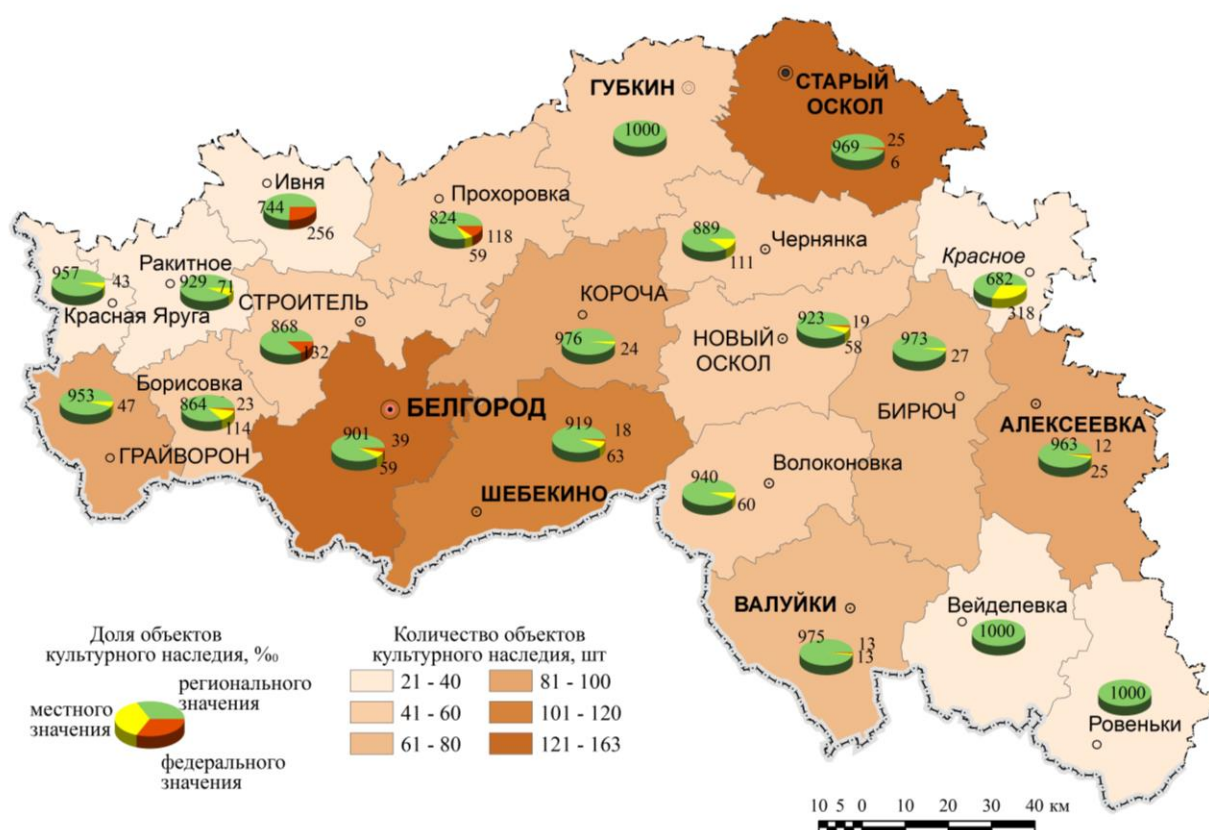 ГУБКИН
1000
СТАРЫЙ
ОСКОЛ
969
25
6
Ивня
744
256
Прохоровка
824
118
59
889
Чернянка
111
Красное
682
318
957
43
Ракитное
929
71
Красная Яруга
СТРОИТЕЛЬ
868
132
КОРОЧА
976
24
НОВЫЙ
ОСКОЛ
923
19
58
973
27
БИРЮЧ
953
47
ГРАЙВОРОН
Борисовка
864
23
114
БЕЛГОРОД
901
39
59
919
18
63
ШЕБЕКИНО
940
Волоконовка
60
АЛЕКСЕЕВКА
963
12
25
ВАЛУЙКИ
975
13
13
Вейделевка
1000
1000
Ровеньки
Доля объектов
культурного наследия, ‰
регионального
значения
местного
значения
федерального
значения
Количество объектов
культурного наследия, шт
21 - 40
81 - 100
41 - 60
101 - 120
61 - 80
121 - 163
10 5 0 10 20 30 40 км